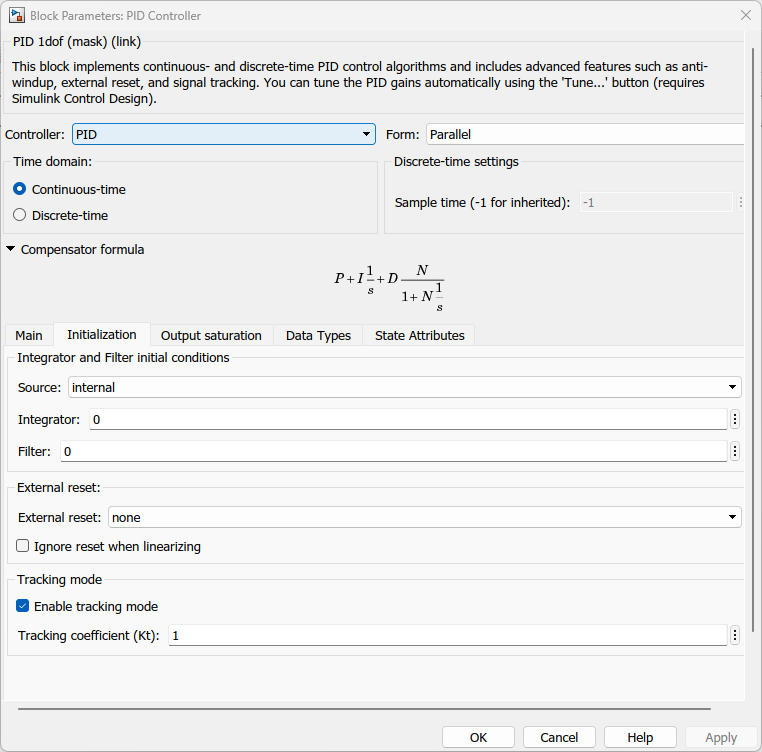 Block Parameters: PID Controller
PID 1dof (mask) (link)
This block implements continuous- and discrete-time PID control algorithms and includes advanced features such as anti-
windup, external reset, and signal tracking. You can tune the PID gains automatically using the 'Tune...' button (requires
Simulink Control Design).
Controller: PID Form: Parallel
Time domain: Discrete-time settings
Continuous-time
Sample time (-1 for inherited): -1
Discrete-time
Compensator formula
P + I 1/s + D N/(1 + N 1/s)
Main Initialization Output saturation Data Types State Attributes
Integrator and Filter initial conditions
Source: internal
Integrator: 0
Filter: 0
External reset:
External reset: none
Ignore reset when linearizing
Tracking mode
Enable tracking mode
Tracking coefficient (Kt): 1
OK Cancel Help Apply